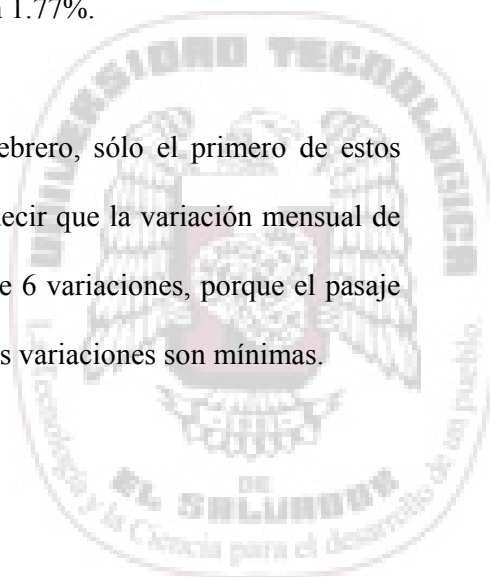 1.77%.
ebrero, sólo el primero de estos
decir que la variación mensual de
e 6 variaciones, porque el pasaje
s variaciones son mínimas.
UNIVERSIDAD TECNOLOGICA
DE
EL SALVADOR
La Tecnología y la Ciencia para el desarrollo de un pueblo.